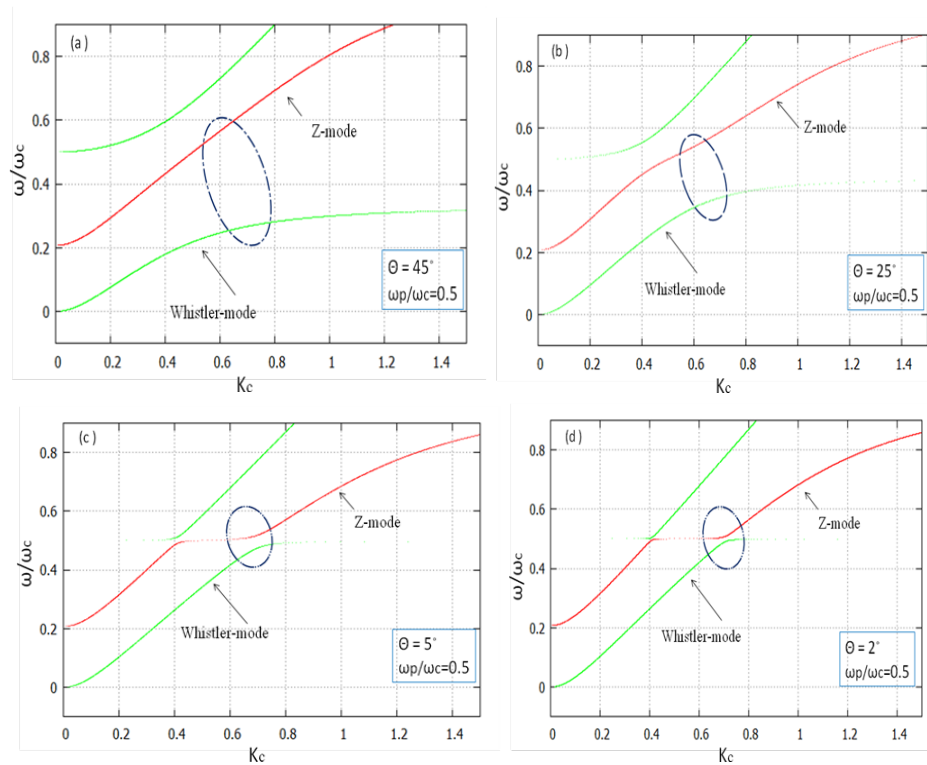 (a )
0.8
Z-mode
0.6
ω/ωc
0.4
0.2
Θ = 45°
ωp/ωc=0.5
Whistler-mode
0
0 0.2 0.4 0.6 0.8 1 1.2 1.4
Kc
(b )
0.8
Z-mode
0.6
ω/ωc
0.4
0.2
Θ = 25°
ωp/ωc=0.5
Whistler-mode
0
0 0.2 0.4 0.6 0.8 1 1.2 1.4
Kc
(c )
0.8
0.6
Z-mode
ω/ωc
0.4
0.2
Whistler-mode
Θ = 5°
ωp/ωc=0.5
0
0 0.2 0.4 0.6 0.8 1 1.2 1.4
Kc
(d )
0.8
0.6
Z-mode
ω/ωc
0.4
0.2
Whistler-mode
Θ = 2°
ωp/ωc=0.5
0
0 0.2 0.4 0.6 0.8 1 1.2 1.4
Kc